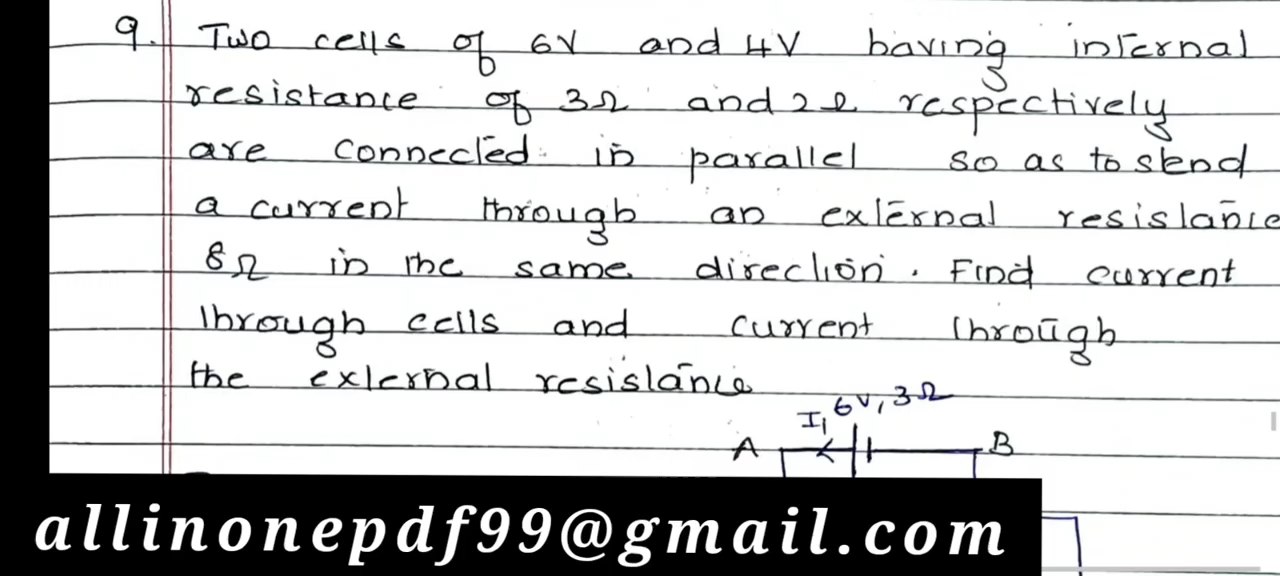 9. Two cells of 6V and 4V having internal
resistance of 3Ω and 2Ω respectively
are connected in parallel so as to send
a current through an external resistance
8Ω in the same direction. Find current
through cells and current through
the external resistance
I₁ 6V, 3Ω
A B
allinonepdf99@gmail.com